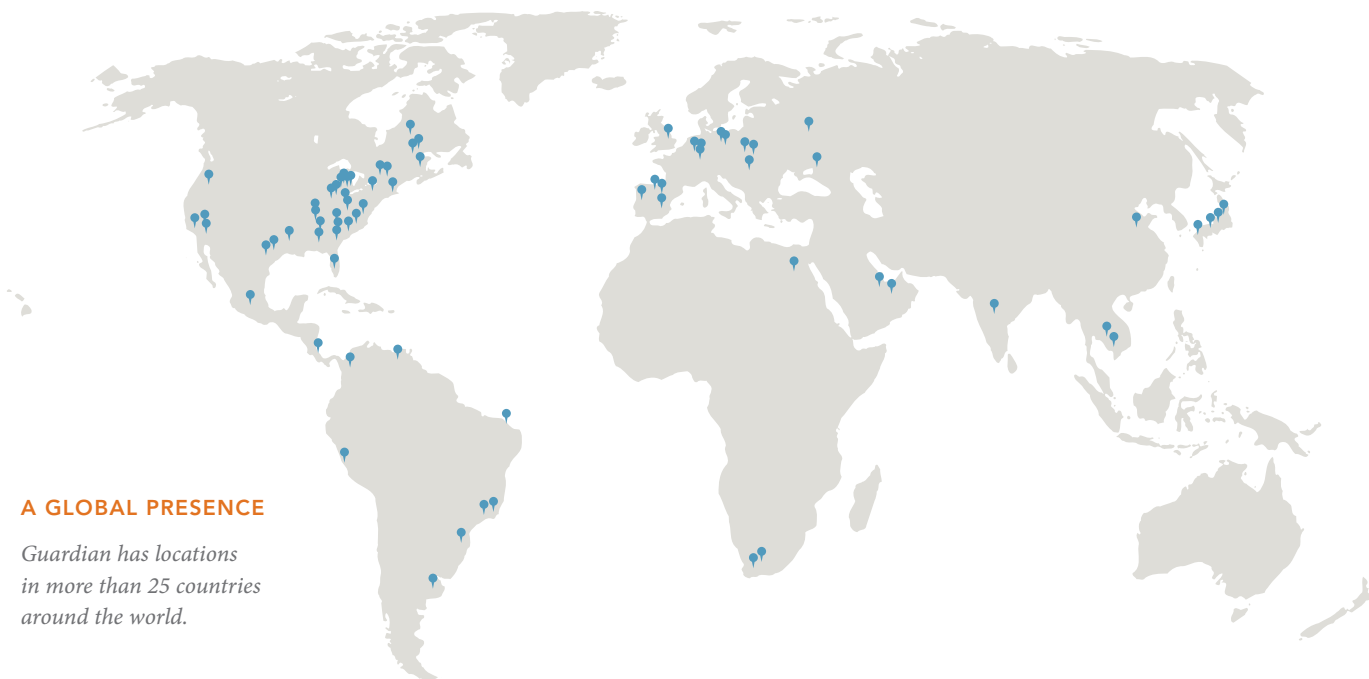 A GLOBAL PRESENCE
Guardian has locations
in more than 25 countries
around the world.